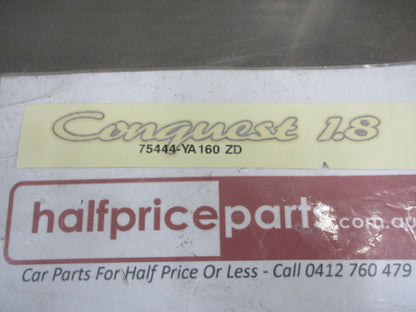 Conquest 1.8
75444-YA160 ZD
halfpriceparts.com.au
Car Parts For Half Price Or Less - Call 0412 760 479